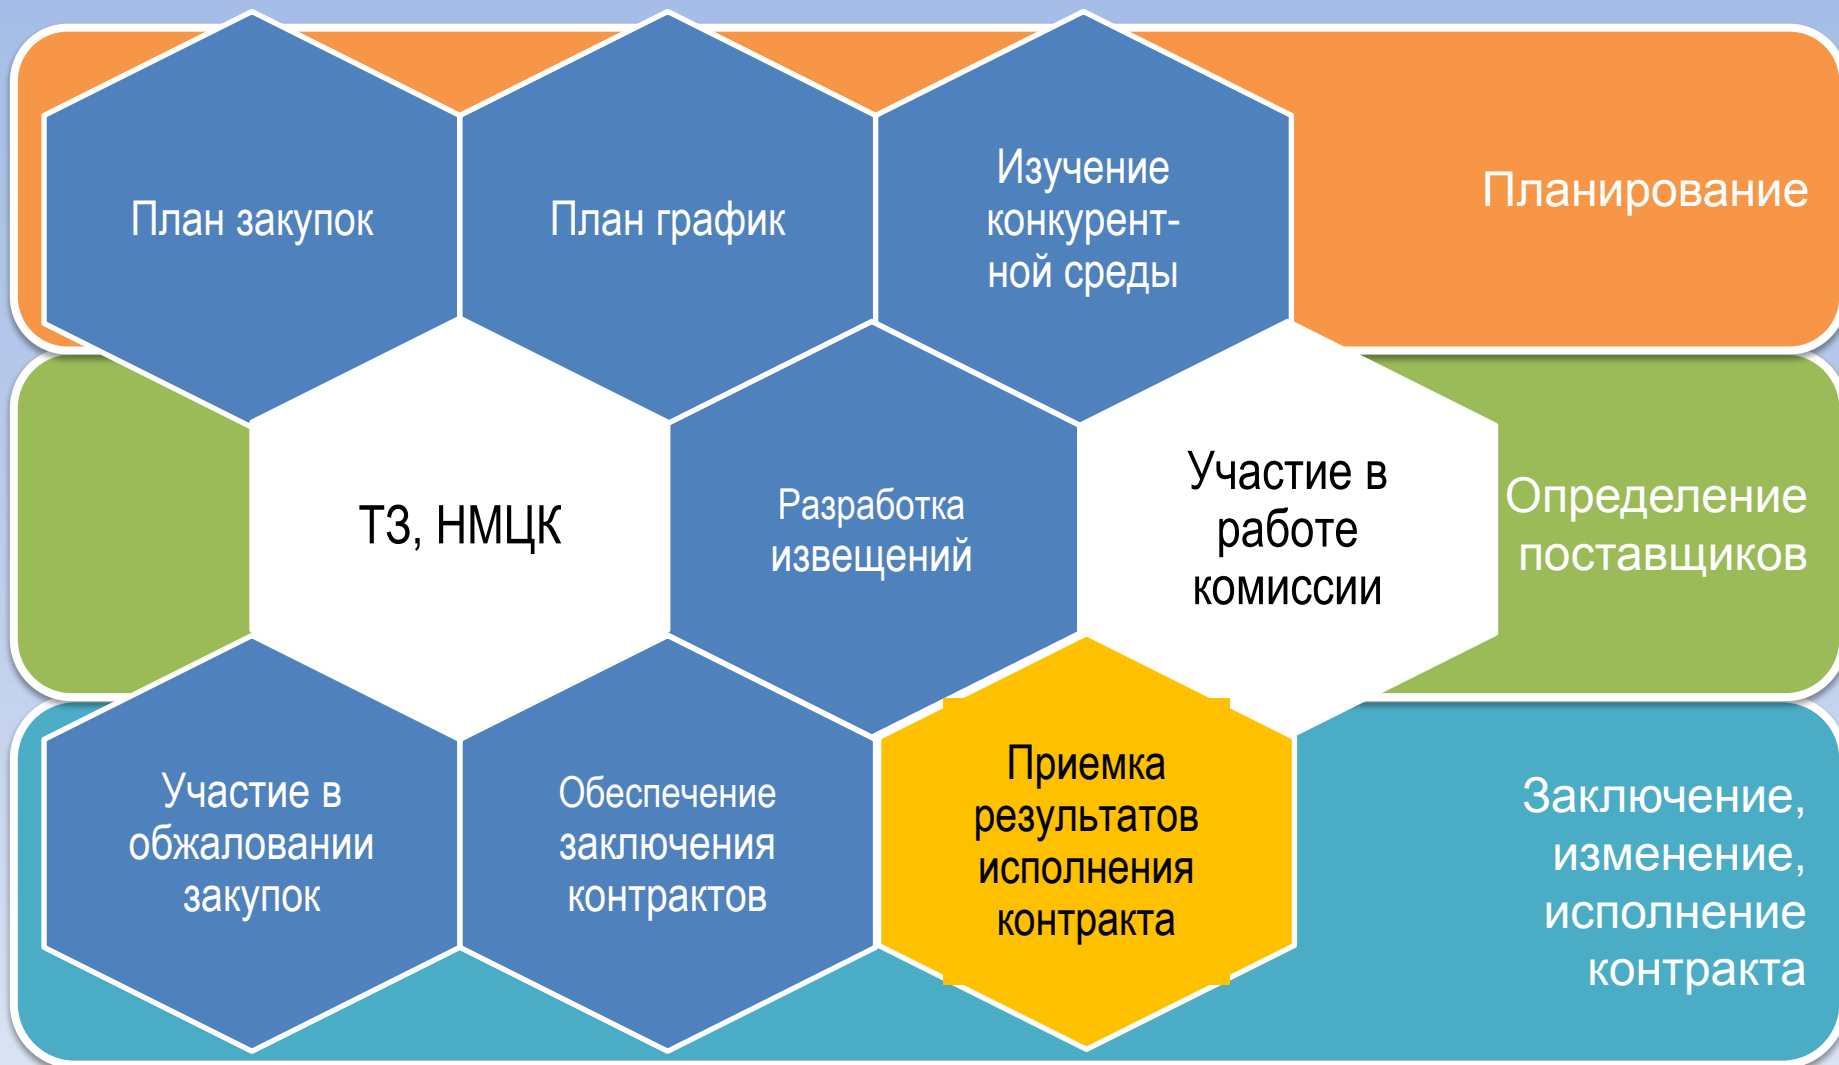 План закупок
План график
Изучение
конкурент-
ной среды
Планирование
ТЗ, НМЦК
Разработка
извещений
Участие в
работе
комиссии
Определение
поставщиков
Участие в
обжаловании
закупок
Обеспечение
заключения
контрактов
Приемка
результатов
исполнения
контракта
Заключение,
изменение,
исполнение
контракта